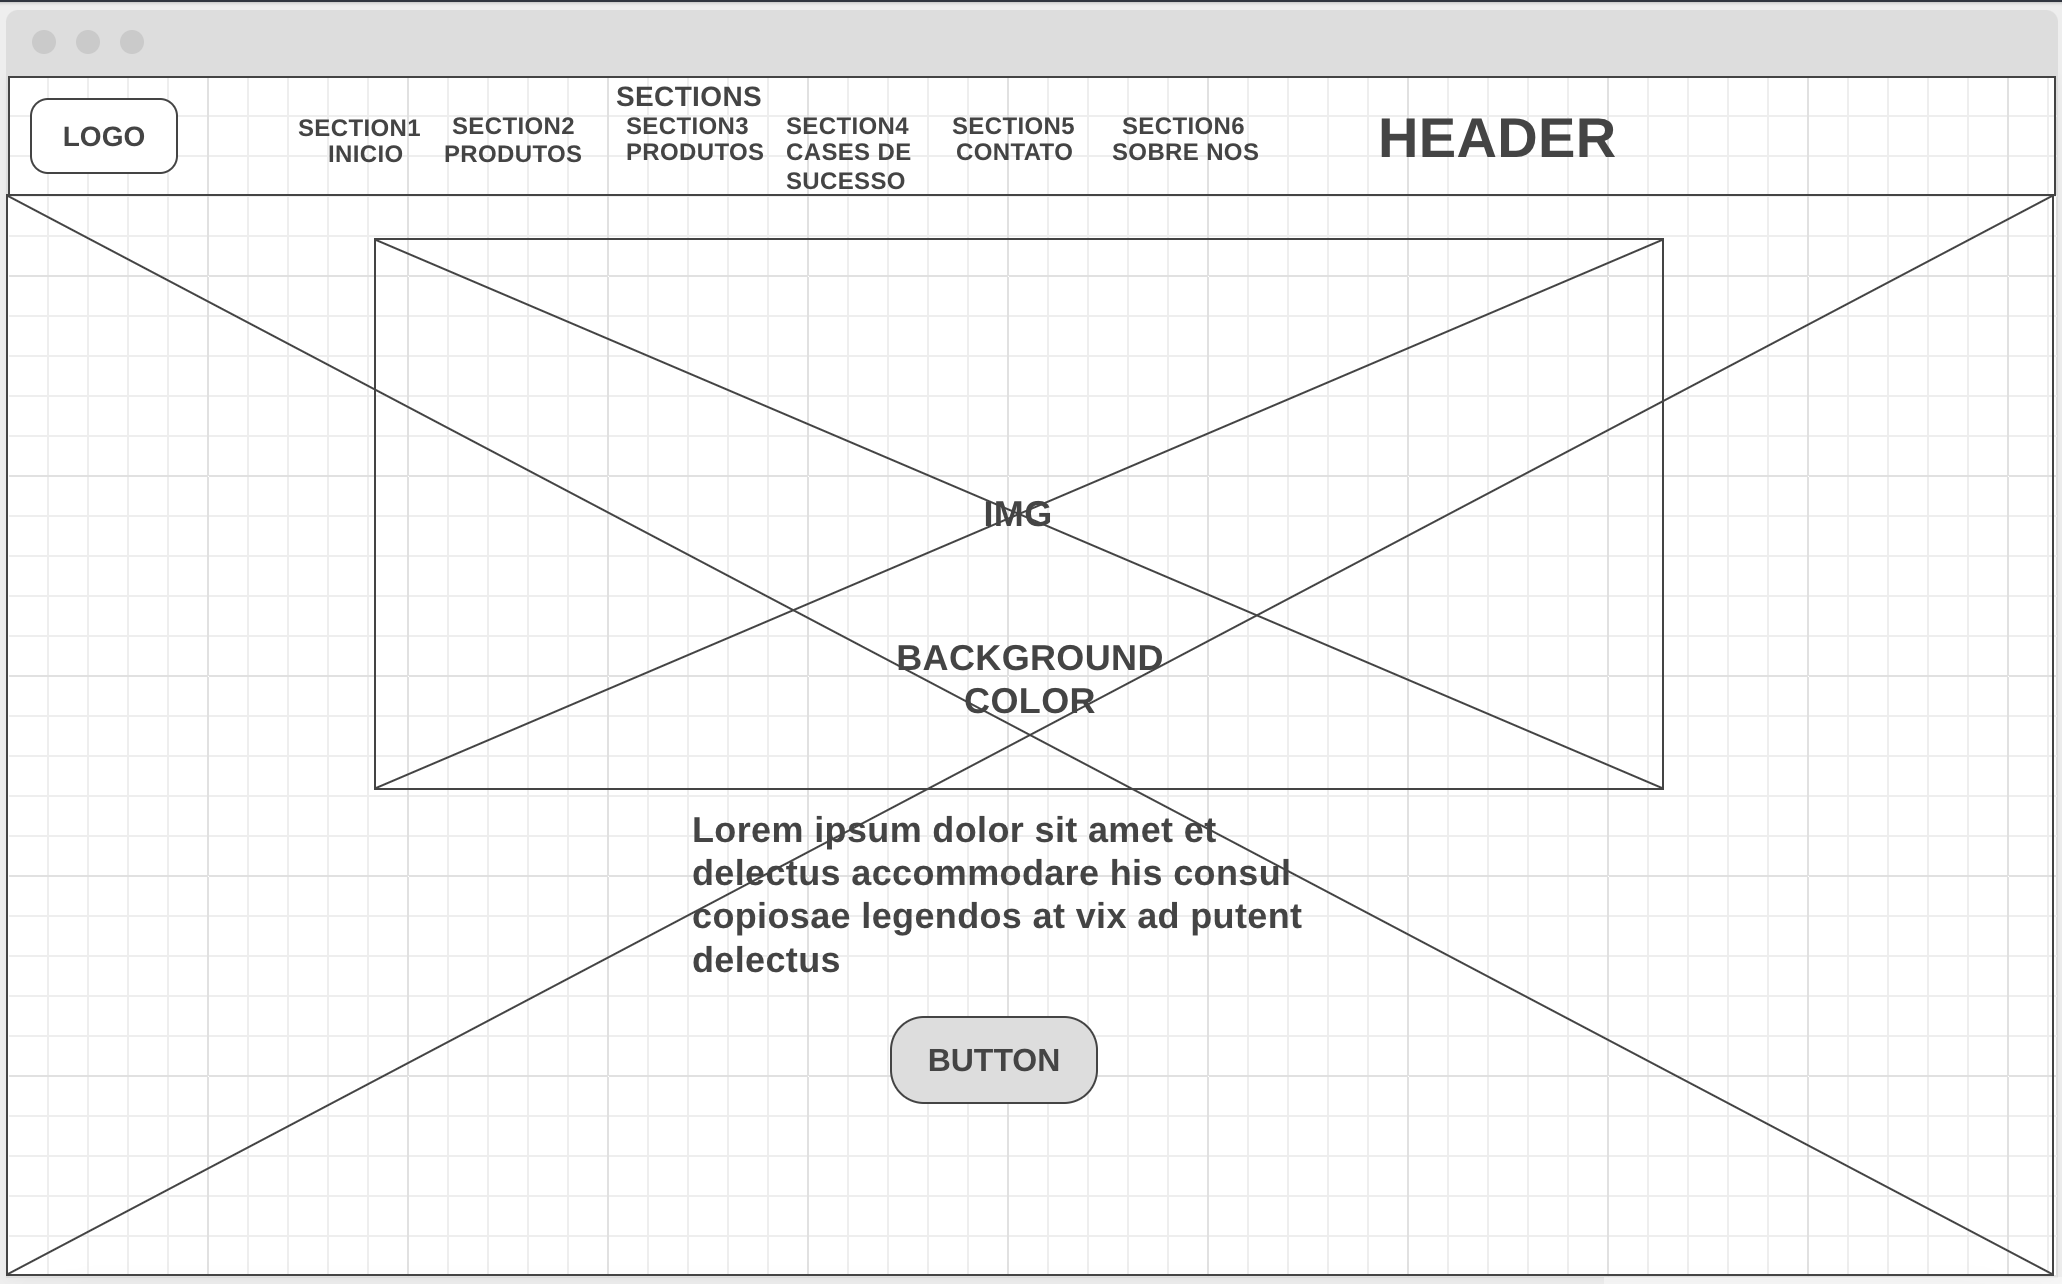 LOGO
SECTIONS
SECTION1
INICIO
SECTION2
PRODUTOS
SECTION3
PRODUTOS
SECTION4
CASES DE
SUCESSO
SECTION5
CONTATO
SECTION6
SOBRE NOS
HEADER
IMG
BACKGROUND
COLOR
Lorem ipsum dolor sit amet et
delectus accommodare his consul
copiosae legendos at vix ad putent
delectus
BUTTON